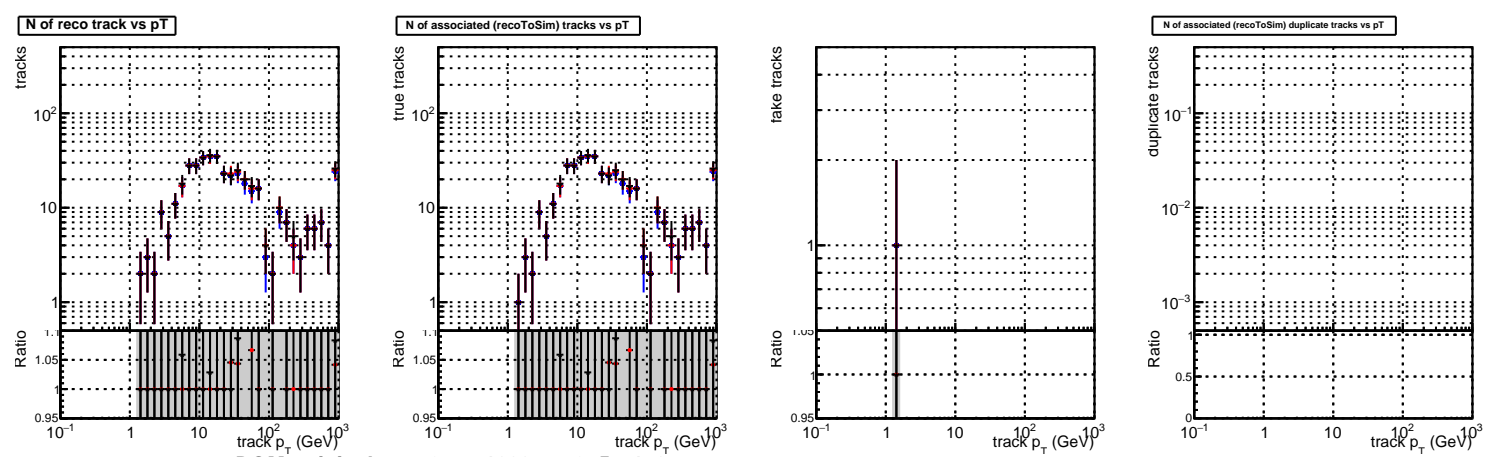 N of reco track vs pT
tracks
10²
10
1
Ratio
1.1
1.05
1
0.95
10⁻¹ 1 10 10² 10³
track p_T (GeV)
N of associated (recoToSim) tracks vs pT
true tracks
10²
10
1
Ratio
1.1
1.05
1
0.95
10⁻¹ 1 10 10² 10³
track p_T (GeV)
fake tracks
1
Ratio
1.05
1
0.95
10⁻¹ 1 10 10² 10³
track p_T (GeV)
N of associated (recoToSim) duplicate tracks vs pT
duplicate tracks
10⁻¹
10⁻²
10⁻³
Ratio
1
0.5
0
10⁻¹ 1 10 10² 10³
track p_T (GeV)